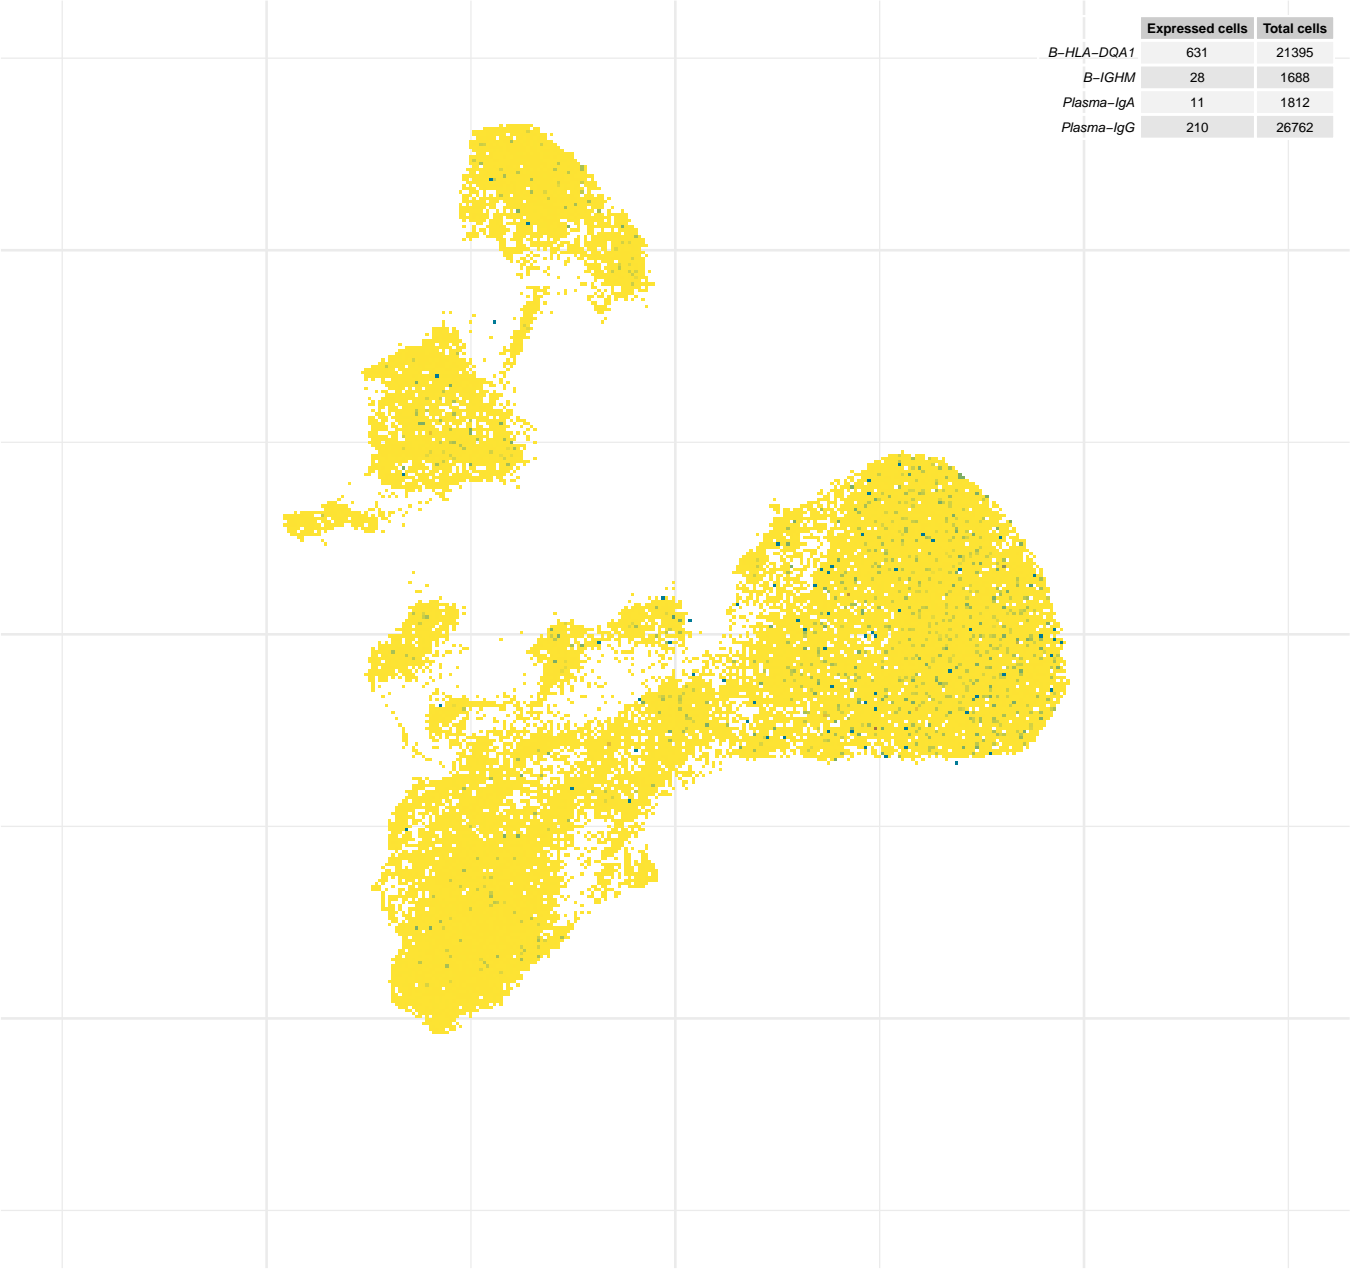 Expressed cells Total cells
B−HLA−DQA1 631 21395
B−IGHM 28 1688
Plasma−IgA 11 1812
Plasma−IgG 210 26762